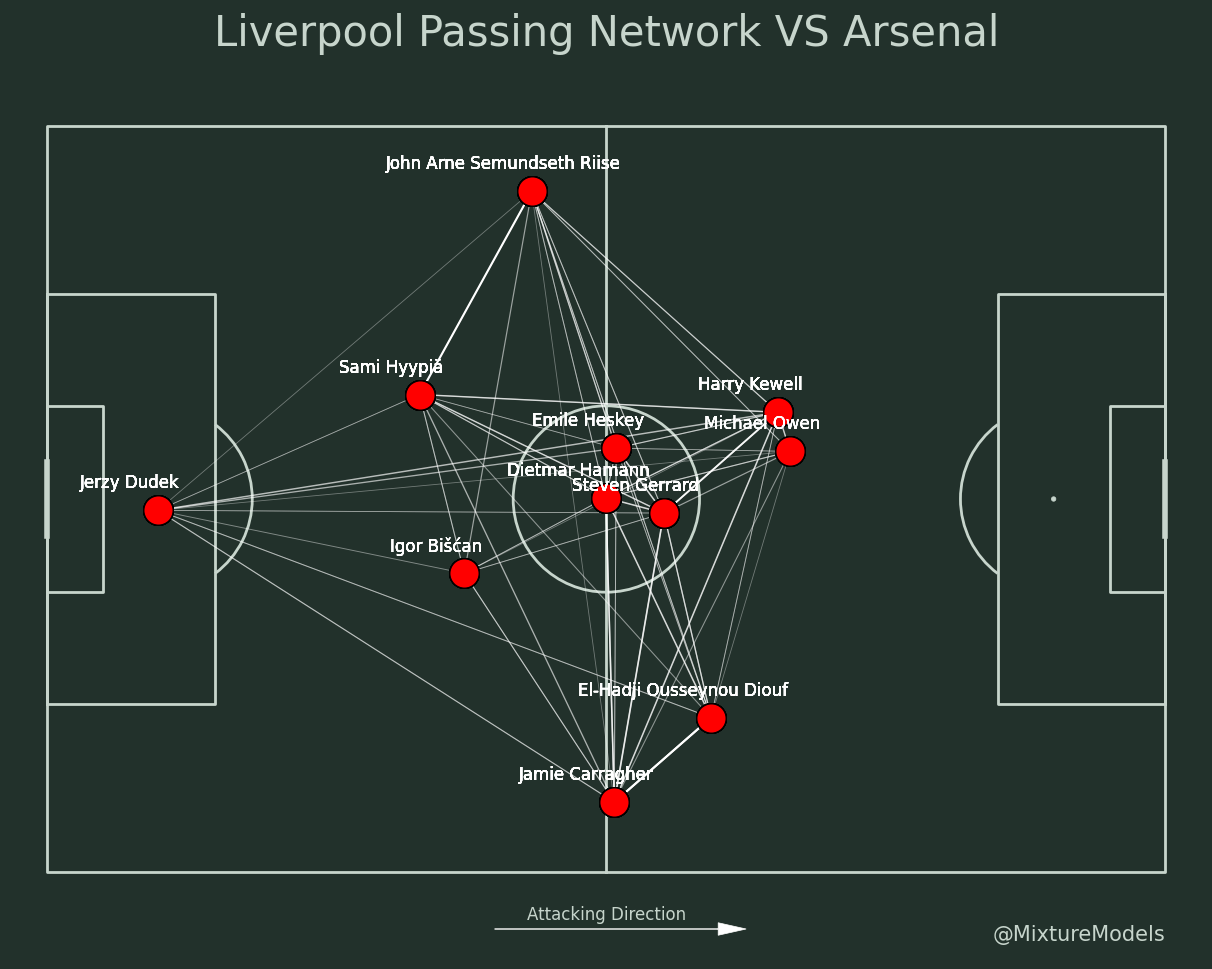 Liverpool Passing Network VS Arsenal
John Arne Semundseth Riise
Sami Hyypiä
Harry Kewell
Emile Heskey
Michael Owen
Dietmar Hamann
Jerzy Dudek
Steven Gerrard
Igor Bišćan
El-Hadji Ousseynou Diouf
Jamie Carragher
Attacking Direction
@MixtureModels